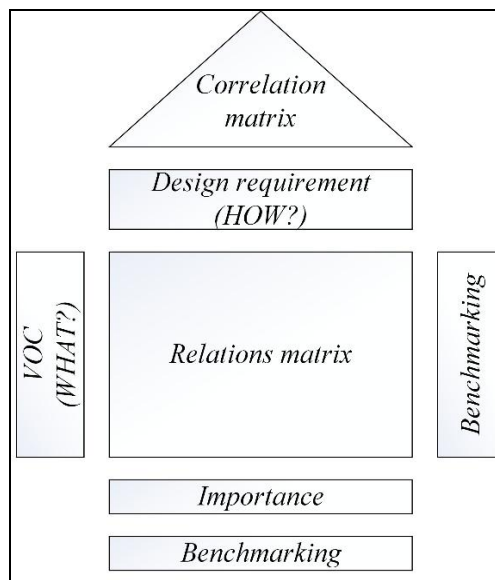 Correlation
matrix
Design requirement
(HOW?)
VOC
(WHAT?)
Relations matrix
Benchmarking
Importance
Benchmarking